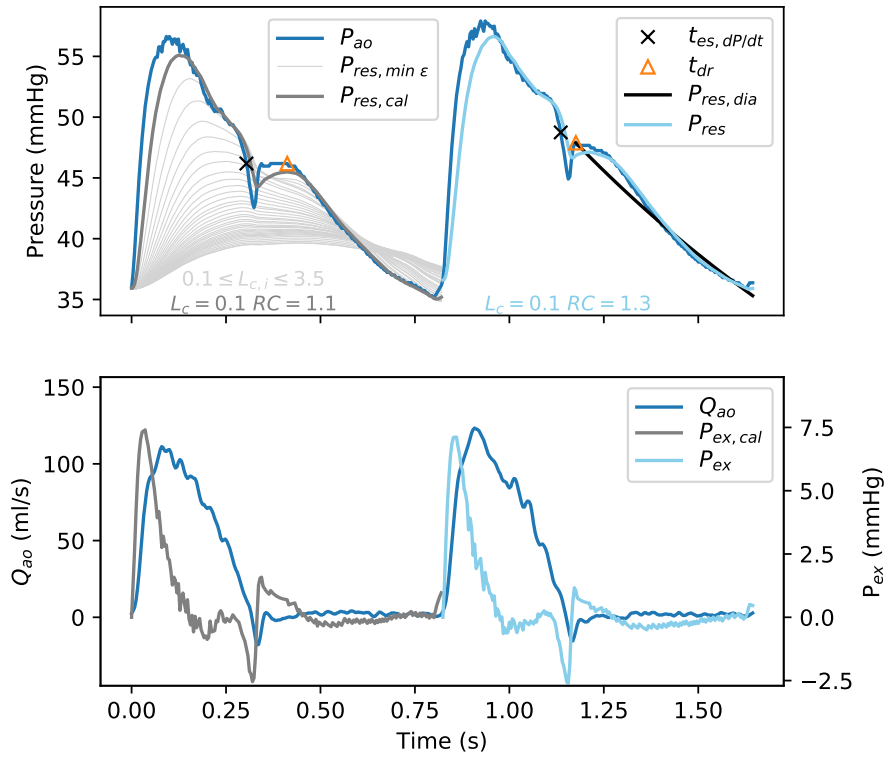 Pressure (mmHg)
55
50
45
40
35
P_ao
P_res, min ε
P_res, cal
t_es, dP/dt
t_dr
P_res, dia
P_res
0.1 ≤ L_c, i ≤ 3.5
L_c = 0.1 RC = 1.1
L_c = 0.1 RC = 1.3
Q_ao (ml/s)
150
100
50
0
Q_ao
P_ex, cal
P_ex
7.5
5.0
2.5
0.0
−2.5
P_ex (mmHg)
0.00 0.25 0.50 0.75 1.00 1.25 1.50
Time (s)